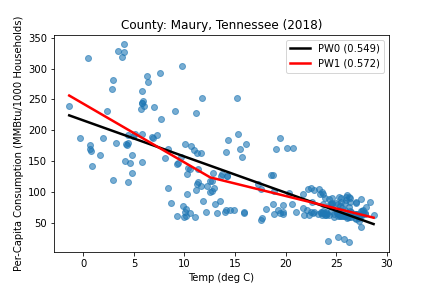 County: Maury, Tennessee (2018)
Per-Capita Consumption (MMBtu/1000 Households)
350
300
250
200
150
100
50
PW0 (0.549)
PW1 (0.572)
0 5 10 15 20 25 30
Temp (deg C)